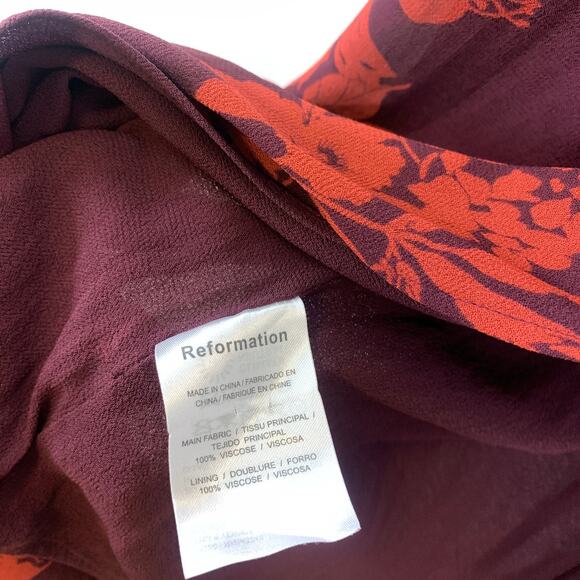 Reformation
MADE IN CHINA / FABRICADO EN
CHINA / FABRIQUE EN CHINE
MAIN FABRIC / TISSU PRINCIPAL /
TEJIDO PRINCIPAL
100% VISCOSE / VISCOSA
LINING / DOUBLURE / FORRO
100% VISCOSE / VISCOSA